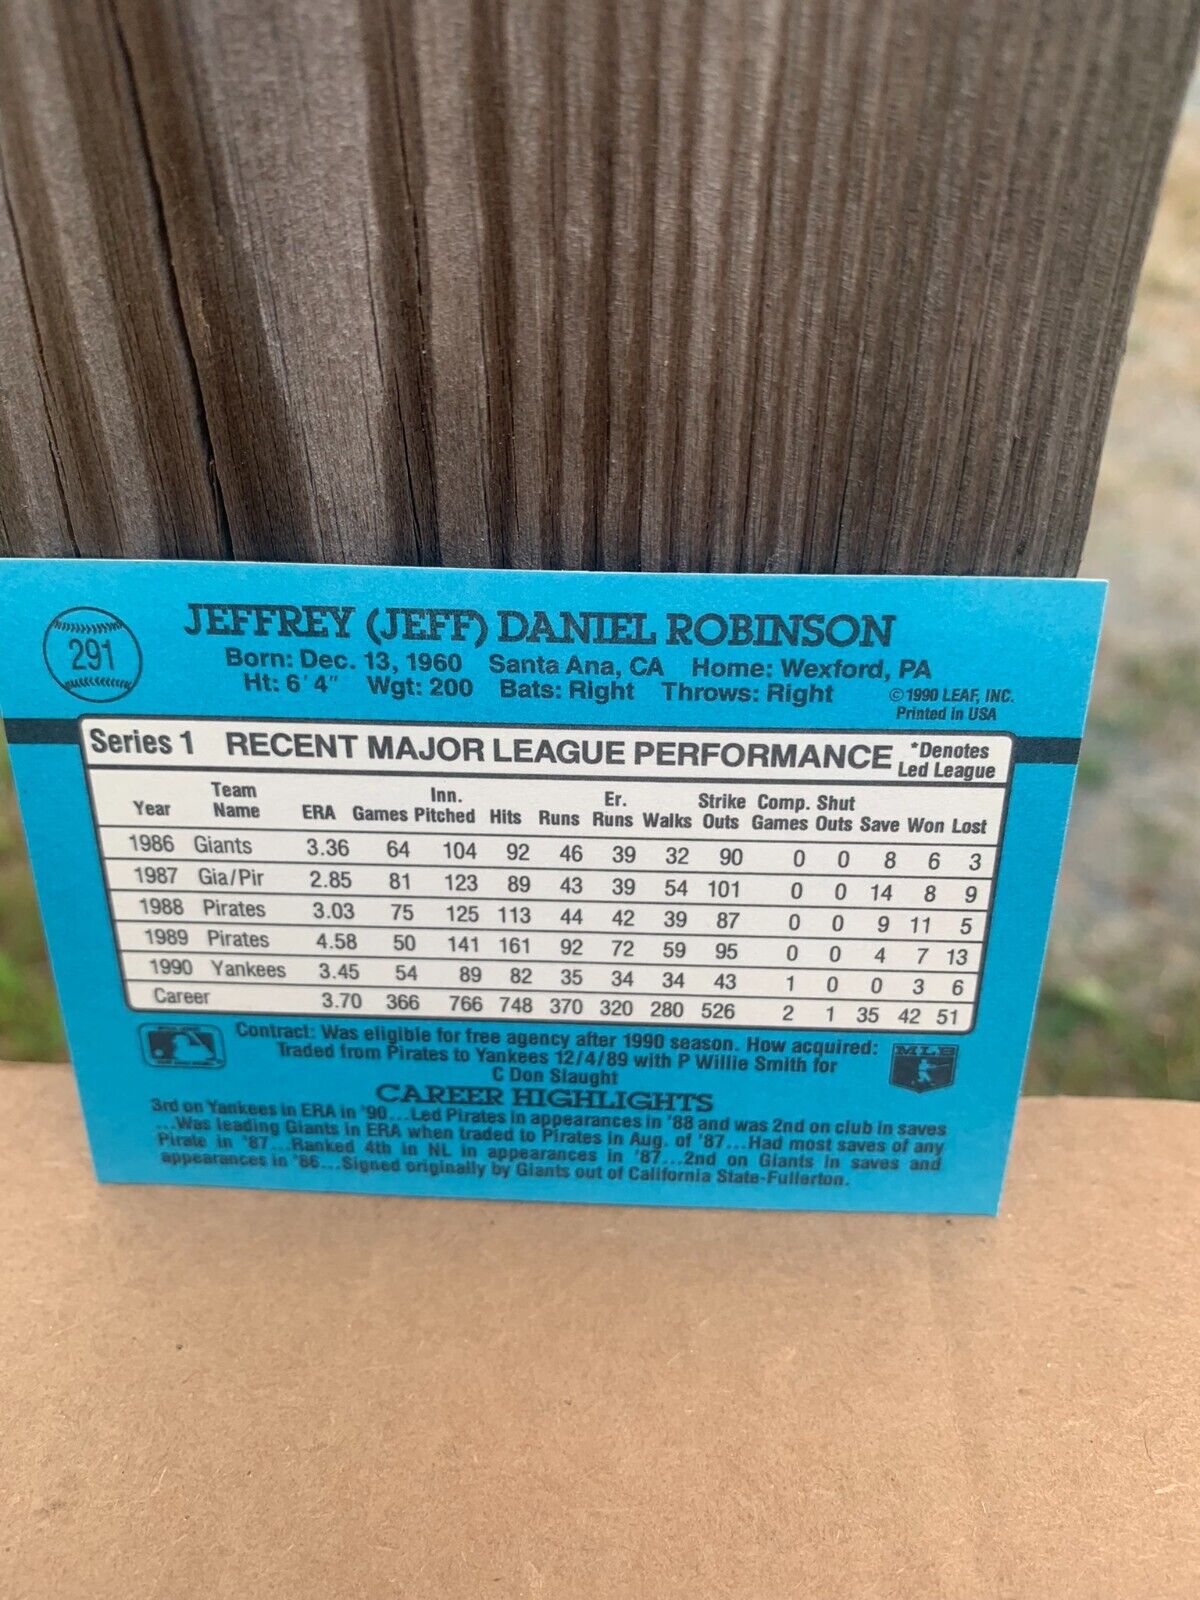 291
JEFFREY (JEFF) DANIEL ROBINSON
Born: Dec. 13, 1960 Santa Ana, CA Home: Wexford, PA
Ht: 6' 4" Wgt: 200 Bats: Right Throws: Right
©1990 LEAF, INC.
Printed in USA
Series 1 RECENT MAJOR LEAGUE PERFORMANCE *Denotes
Led League
Year Team Name ERA Games Inn. Pitched Hits Runs Er. Runs Walks Strike Outs Comp. Games Shut Outs Save Won Lost
1986 Giants 3.36 64 104 92 46 39 32 90 0 0 8 6 3
1987 Gia/Pir 2.85 81 123 89 43 39 54 101 0 0 14 8 9
1988 Pirates 3.03 75 125 113 44 42 39 87 0 0 9 11 5
1989 Pirates 4.58 50 141 161 92 72 59 95 0 0 4 7 13
1990 Yankees 3.45 54 89 82 35 34 34 43 1 0 0 3 6
Career 3.70 366 766 748 370 320 280 526 2 1 35 42 51
Contract: Was eligible for free agency after 1990 season. How acquired:
Traded from Pirates to Yankees 12/4/89 with P Willie Smith for
C Don Slaught
MLB
CAREER HIGHLIGHTS
3rd on Yankees in ERA in '90...Led Pirates in appearances in '88 and was 2nd on club in saves
...Was leading Giants in ERA when traded to Pirates in Aug. of '87...Had most saves of any
Pirate in '87...Ranked 4th in NL in appearances in '87...2nd on Giants in saves and
appearances in '86...Signed originally by Giants out of California State-Fullerton.